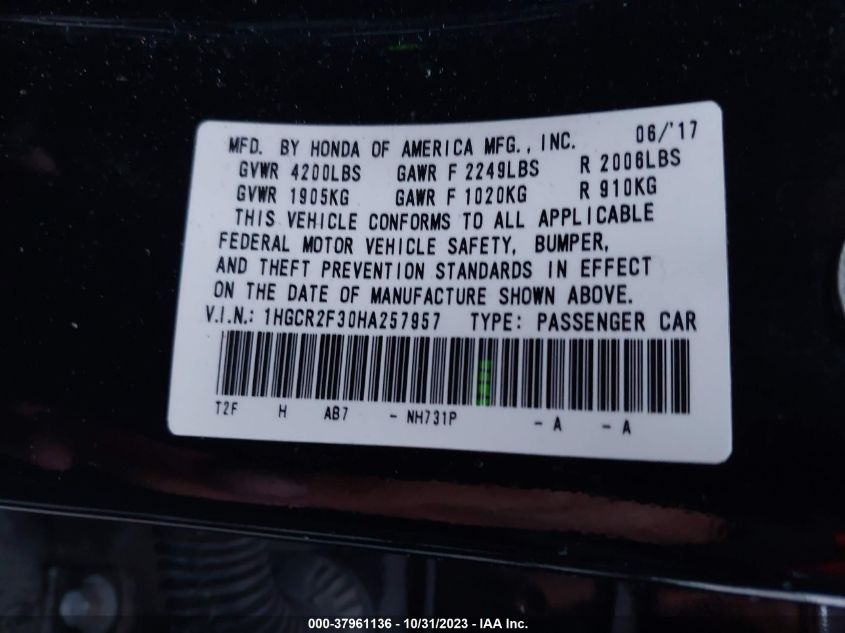 MFD. BY HONDA OF AMERICA MFG., INC. 06/'17
GVWR 4200LBS GAWR F 2249LBS R 2006LBS
GVWR 1905KG GAWR F 1020KG R 910KG
THIS VEHICLE CONFORMS TO ALL APPLICABLE
FEDERAL MOTOR VEHICLE SAFETY, BUMPER,
AND THEFT PREVENTION STANDARDS IN EFFECT
ON THE DATE OF MANUFACTURE SHOWN ABOVE.
V.I.N.: 1HGCR2F30HA257957 TYPE: PASSENGER CAR
T2F H AB7 - NH731P - A - A
000-37961136 - 10/31/2023 - IAA Inc.